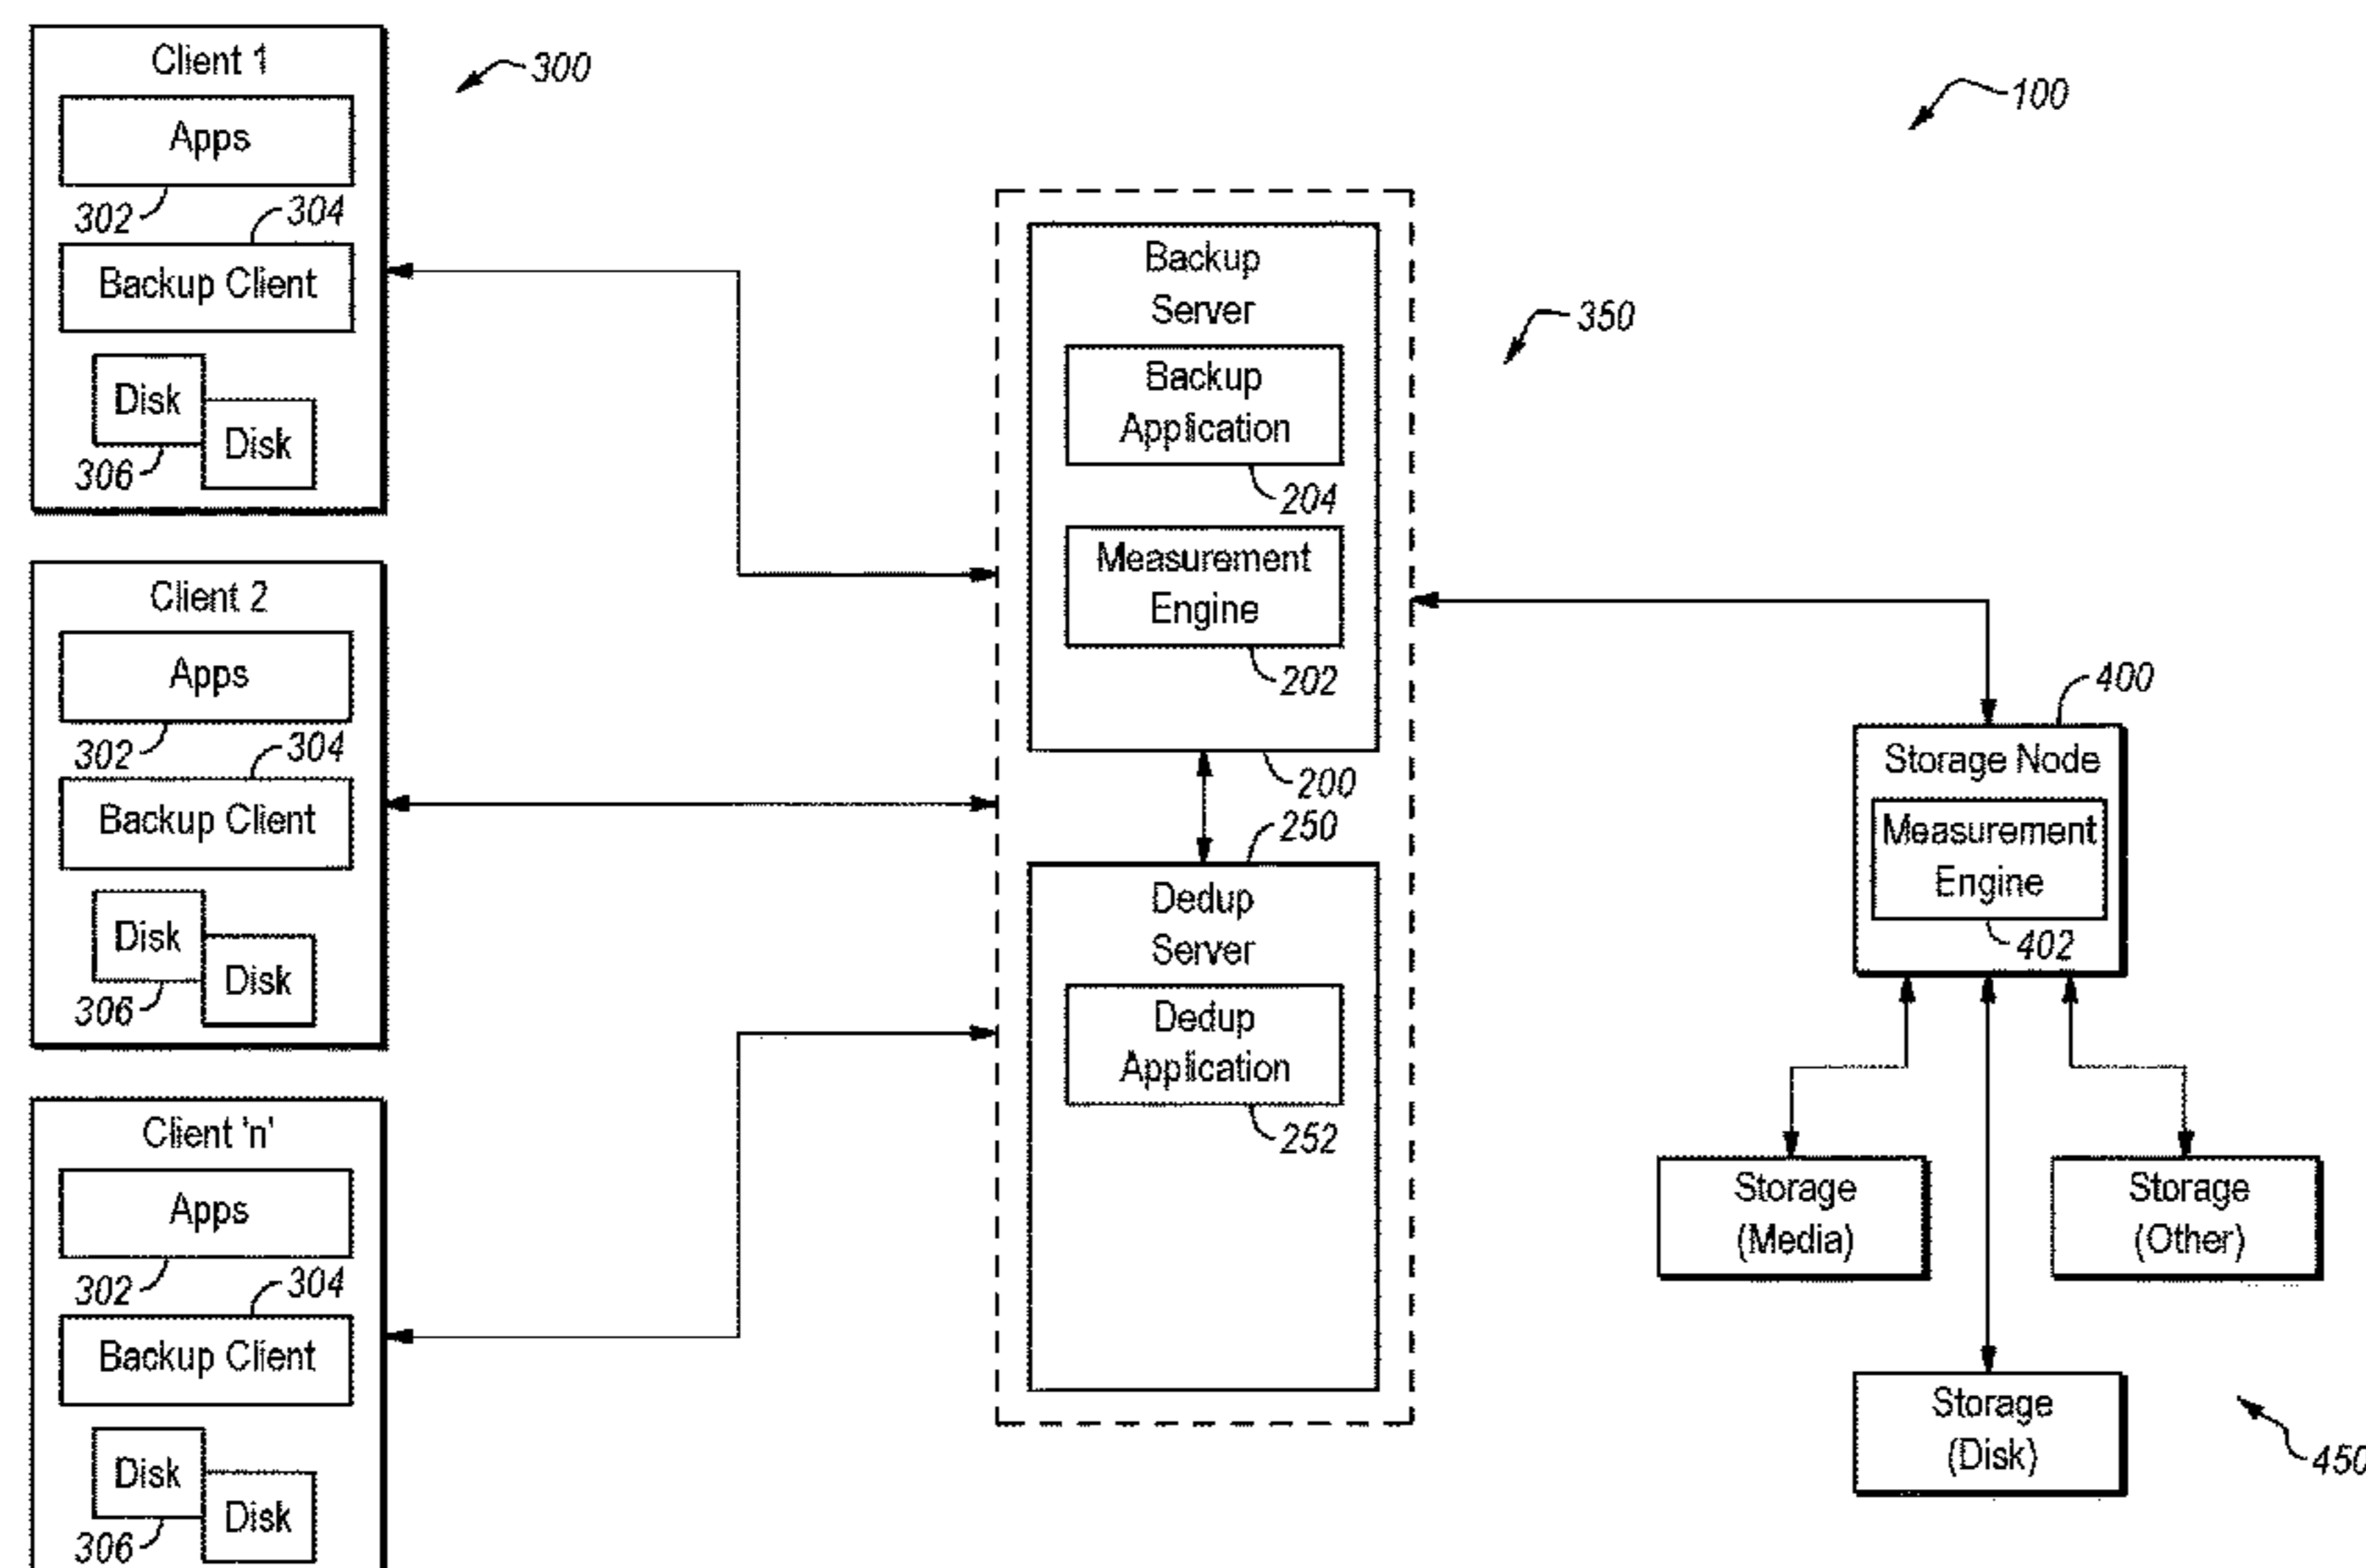 Client 1
Apps
302
304
Backup Client
Disk
Disk
306
300
Client 2
Apps
302
304
Backup Client
Disk
Disk
306
Client 'n'
Apps
302
304
Backup Client
Disk
Disk
306
Backup
Server
Backup
Application
204
Measurement
Engine
202
200
250
Dedup
Server
Dedup
Application
252
350
100
400
Storage Node
Measurement
Engine
402
Storage
(Media)
Storage
(Other)
Storage
(Disk)
450